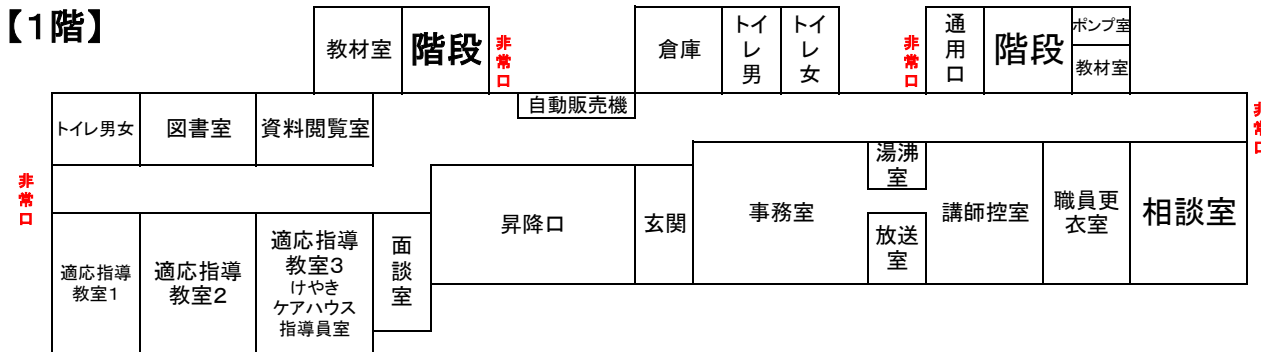 【1階】
教材室
階段
非常口
倉庫
トイレ男
トイレ女
非常口
通用口
階段
ポンプ室
教材室
自動販売機
非常口
トイレ男女
図書室
資料閲覧室
非常口
昇降口
玄関
事務室
湯沸
室
放送
室
講師控室
職員更
衣室
相談室
適応指導
教室1
適応指導
教室2
適応指導
教室3
けやき
ケアハウス
指導員室
面談室